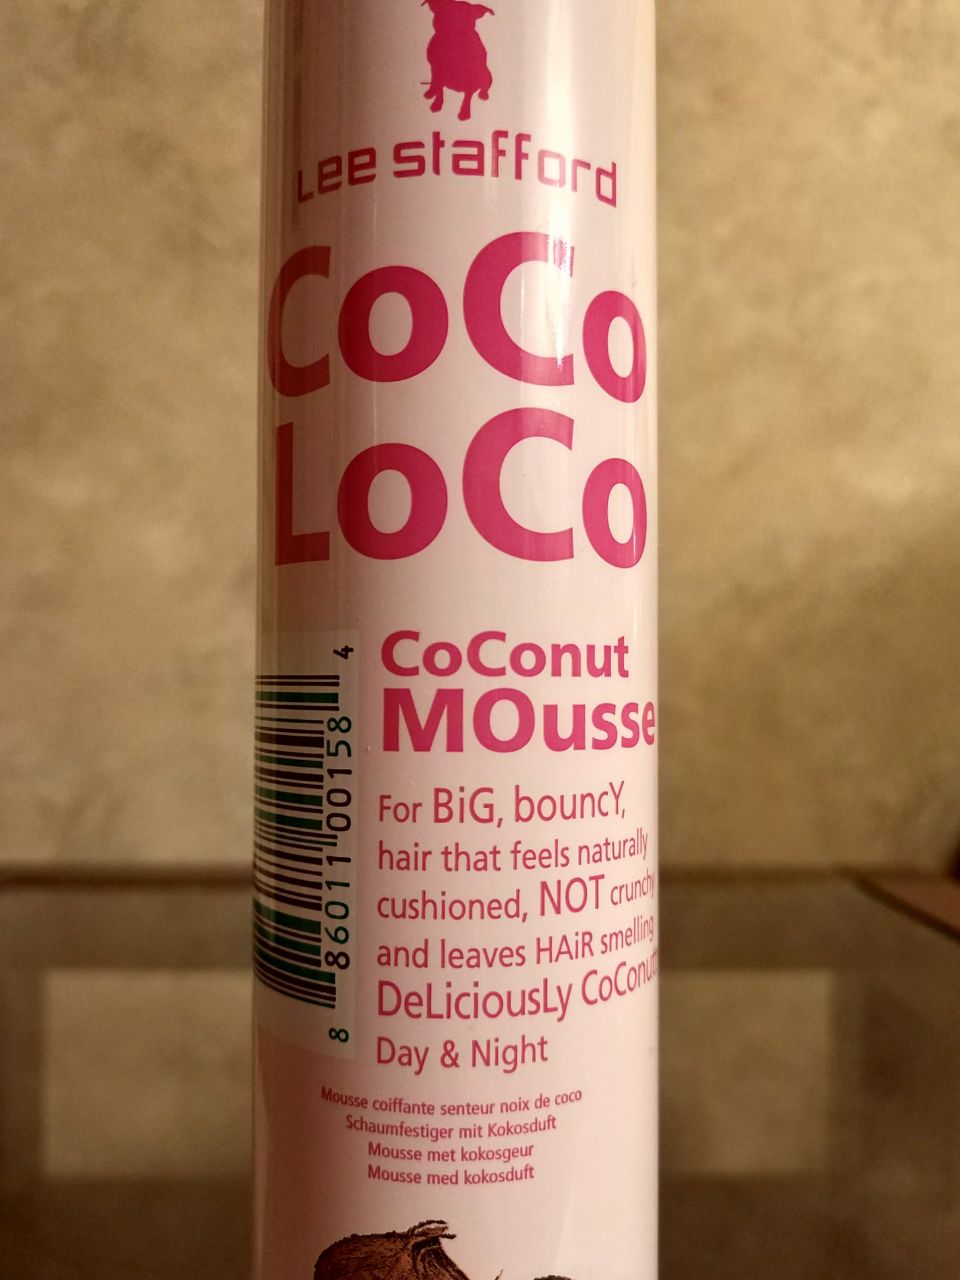 Lee stafford
CoCo
LoCo
CoConut
MOusse
For BiG, bouncY,
hair that feels naturally
cushioned, NOT crunchy
and leaves HAiR smelling
DeLiciousLy
Day & Night
Mousse coiffante senteur noix de coco
Schaumfestiger mit Kokosduft
Mousse met kokosgeur
Mousse med kokosduft
8 86011 00158 4